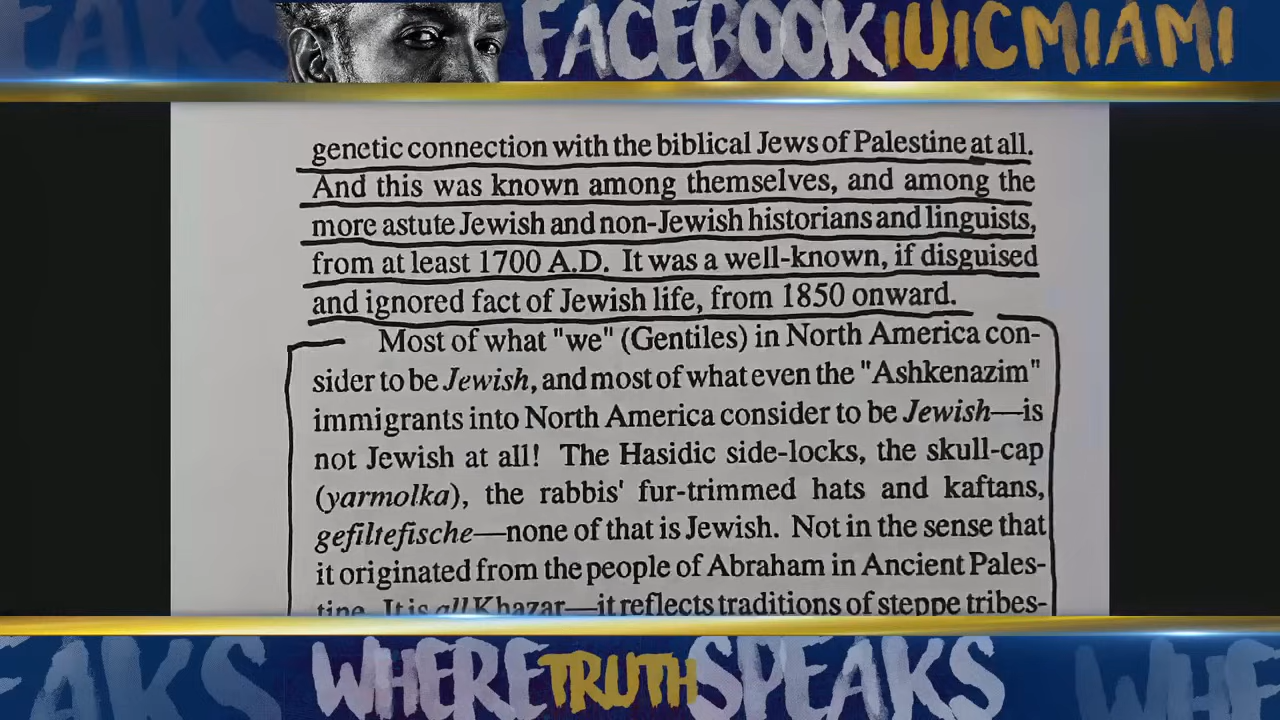 FACEBOOK IUICMIAMI
genetic connection with the biblical Jews of Palestine at all.
And this was known among themselves, and among the
more astute Jewish and non-Jewish historians and linguists,
from at least 1700 A.D. It was a well-known, if disguised
and ignored fact of Jewish life, from 1850 onward.
Most of what "we" (Gentiles) in North America con-
sider to be Jewish, and most of what even the "Ashkenazim"
immigrants into North America consider to be Jewish—is
not Jewish at all! The Hasidic side-locks, the skull-cap
(yarmolka), the rabbis' fur-trimmed hats and kaftans,
gefiltefische—none of that is Jewish. Not in the sense that
it originated from the people of Abraham in Ancient Pales-
tine. It is all Khazar—it reflects traditions of steppe tribes-
EAKS WHERE TRUTH SPEAKS WHE